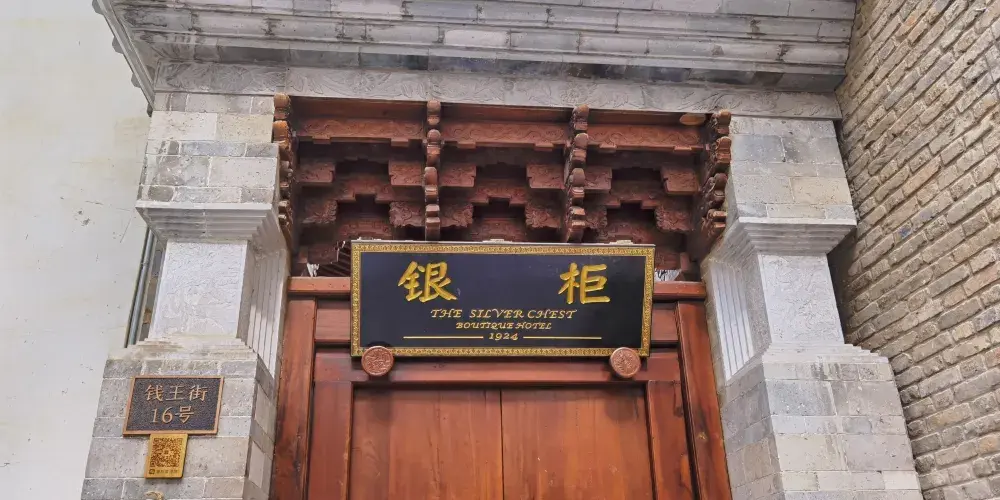 银 柜
THE SILVER CHEST
BOUTIQUE HOTEL
1924
钱王街
16号